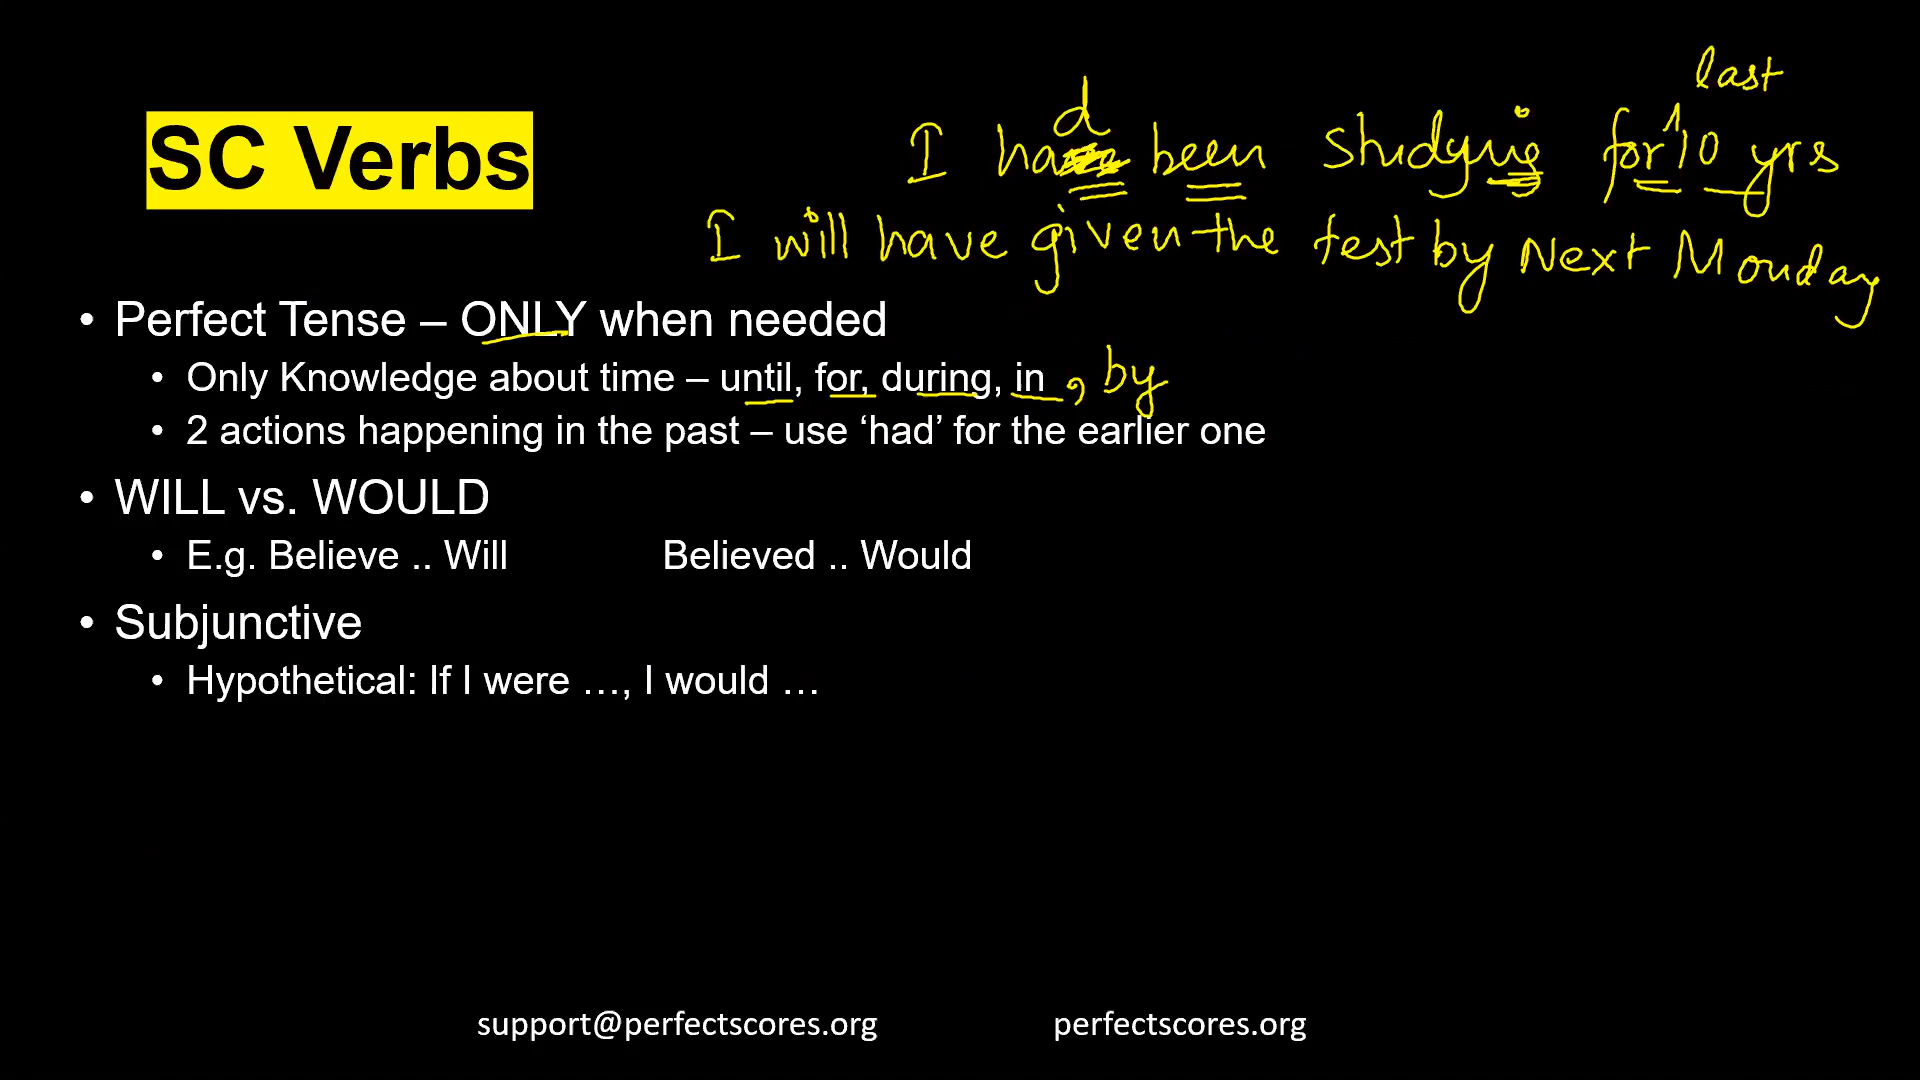 last
d
I ha been studying for 10 yrs
SC Verbs
I will have given the test by Next Monday
• Perfect Tense – ONLY when needed
• Only Knowledge about time – until, for, during, in , by
• 2 actions happening in the past – use ‘had’ for the earlier one
• WILL vs. WOULD
• E.g. Believe .. Will Believed .. Would
• Subjunctive
• Hypothetical: If I were …, I would …
support@perfectscores.org perfectscores.org